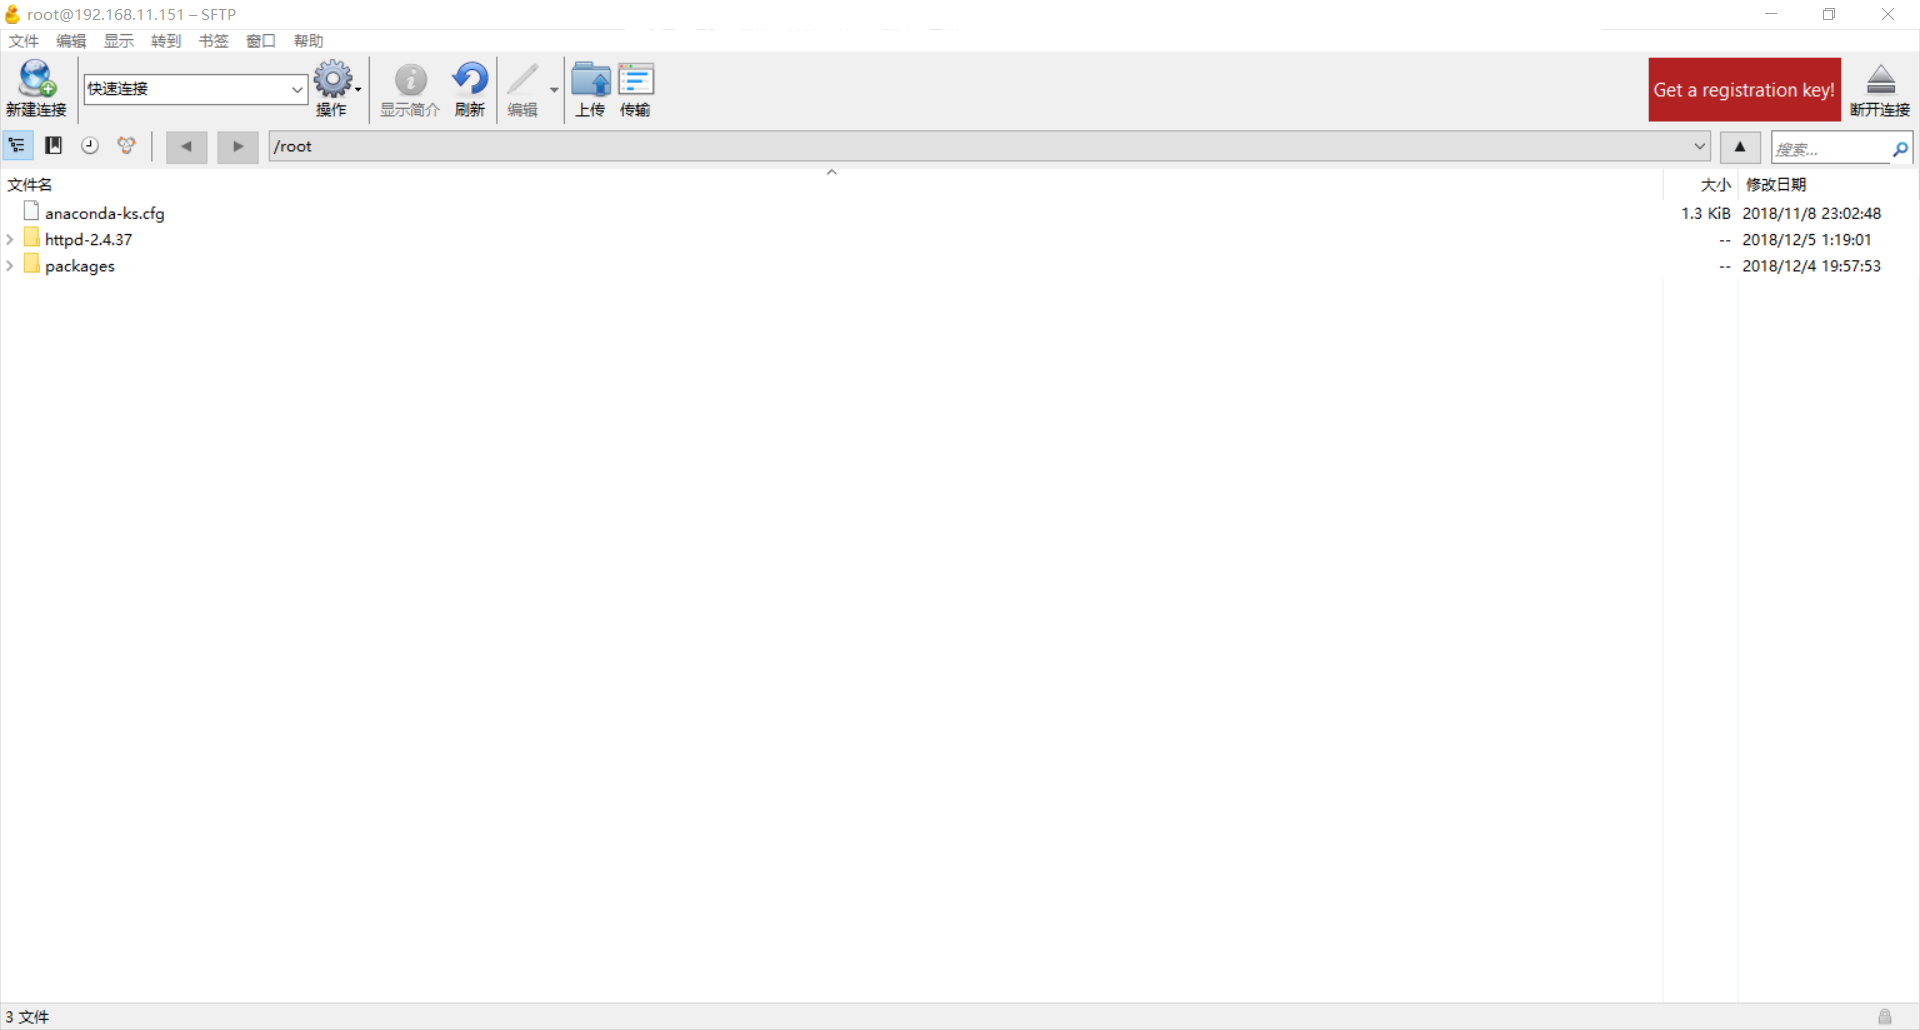 root@192.168.11.151 – SFTP
文件 编辑 显示 转到 书签 窗口 帮助
新建连接 快速连接 操作 显示简介 刷新 编辑 上传 传输 Get a registration key! 断开连接
/root 搜索...
文件名 大小 修改日期
anaconda-ks.cfg 1.3 KiB 2018/11/8 23:02:48
httpd-2.4.37 -- 2018/12/5 1:19:01
packages -- 2018/12/4 19:57:53
3 文件